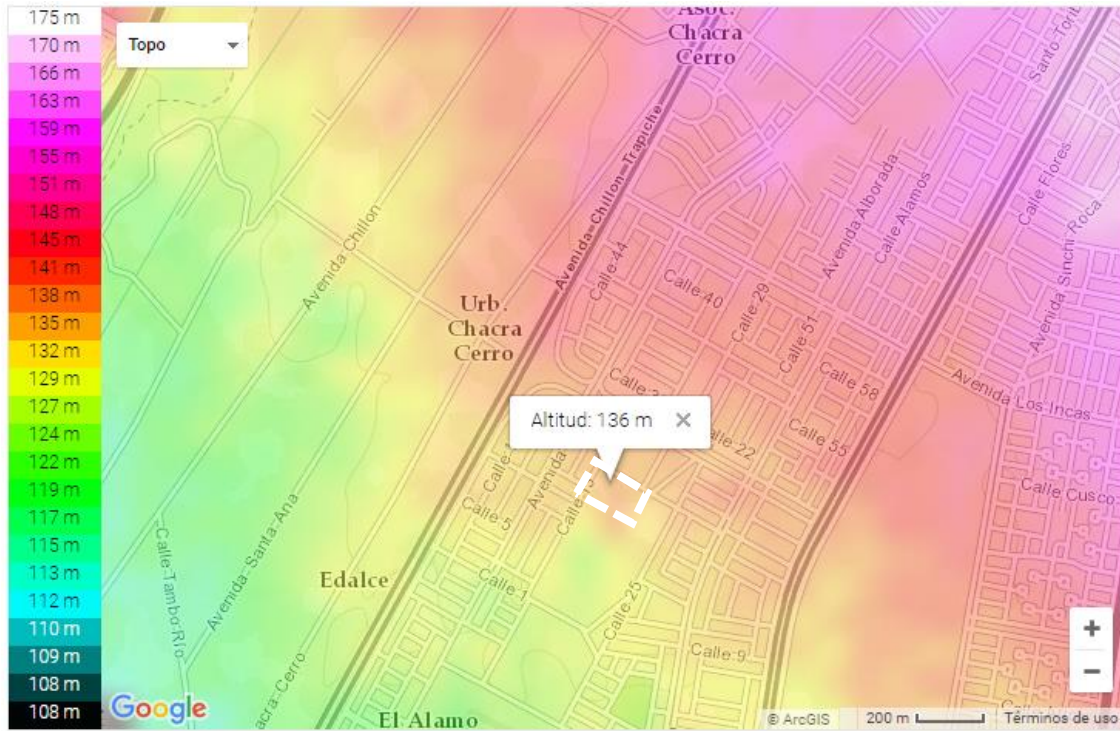 175 m
170 m
166 m
163 m
159 m
155 m
151 m
148 m
145 m
141 m
138 m
135 m
132 m
129 m
127 m
124 m
122 m
119 m
117 m
115 m
113 m
112 m
110 m
109 m
108 m
108 m
Topo
Asoc.
Chacra
Cerro
Avenida-Chillon-Trapiche
Avenida-Chillon
Avenida Alborada
Calle Alamos
Calle Flores
Avenida Sinchi Roca
Calle-44
Calle-40
Calle-29
Calle-51
Calle 58
Urb.
Chacra
Cerro
Avenida Los Incas
Altitud: 136 m
Calle-22
Calle 55
Calle Cusco
Avenida
Calle-5
Calle-Tambo-Río
Avenida-Santa-Ana
Edalce
Calle-1
Calle-25
Calle-9
El Alamo
Google
© ArcGIS
200 m
Términos de uso
+
−